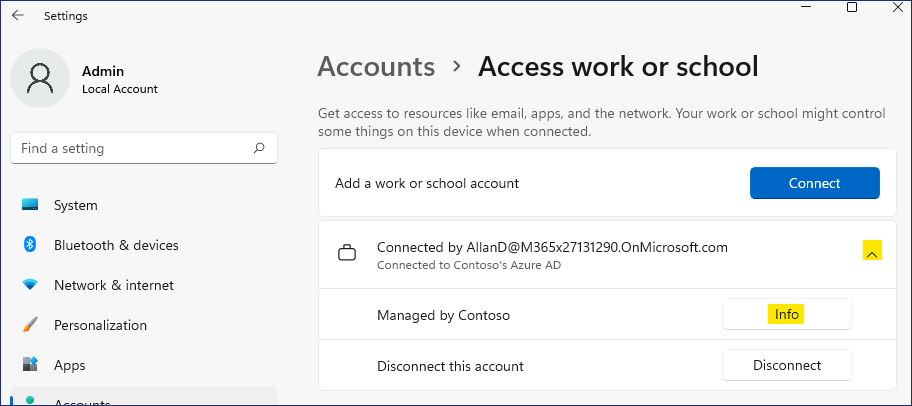 Settings
Admin
Local Account
Find a setting
System
Bluetooth & devices
Network & internet
Personalization
Apps
Accounts
Accounts > Access work or school
Get access to resources like email, apps, and the network. Your work or school might control
some things on this device when connected.
Add a work or school account
Connect
Connected by AllanD@M365x27131290.OnMicrosoft.com
Connected to Contoso's Azure AD
Managed by Contoso
Info
Disconnect this account
Disconnect